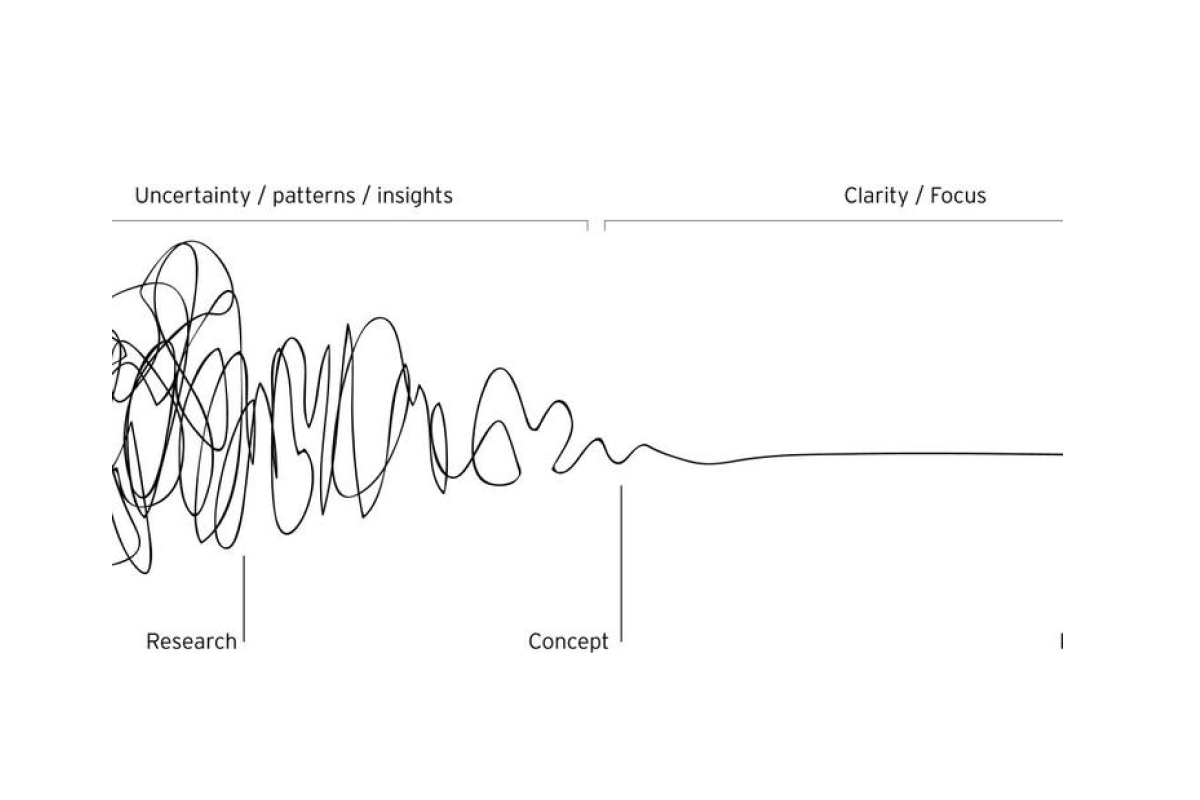 Uncertainty / patterns / insights
Clarity / Focus
Research
Concept